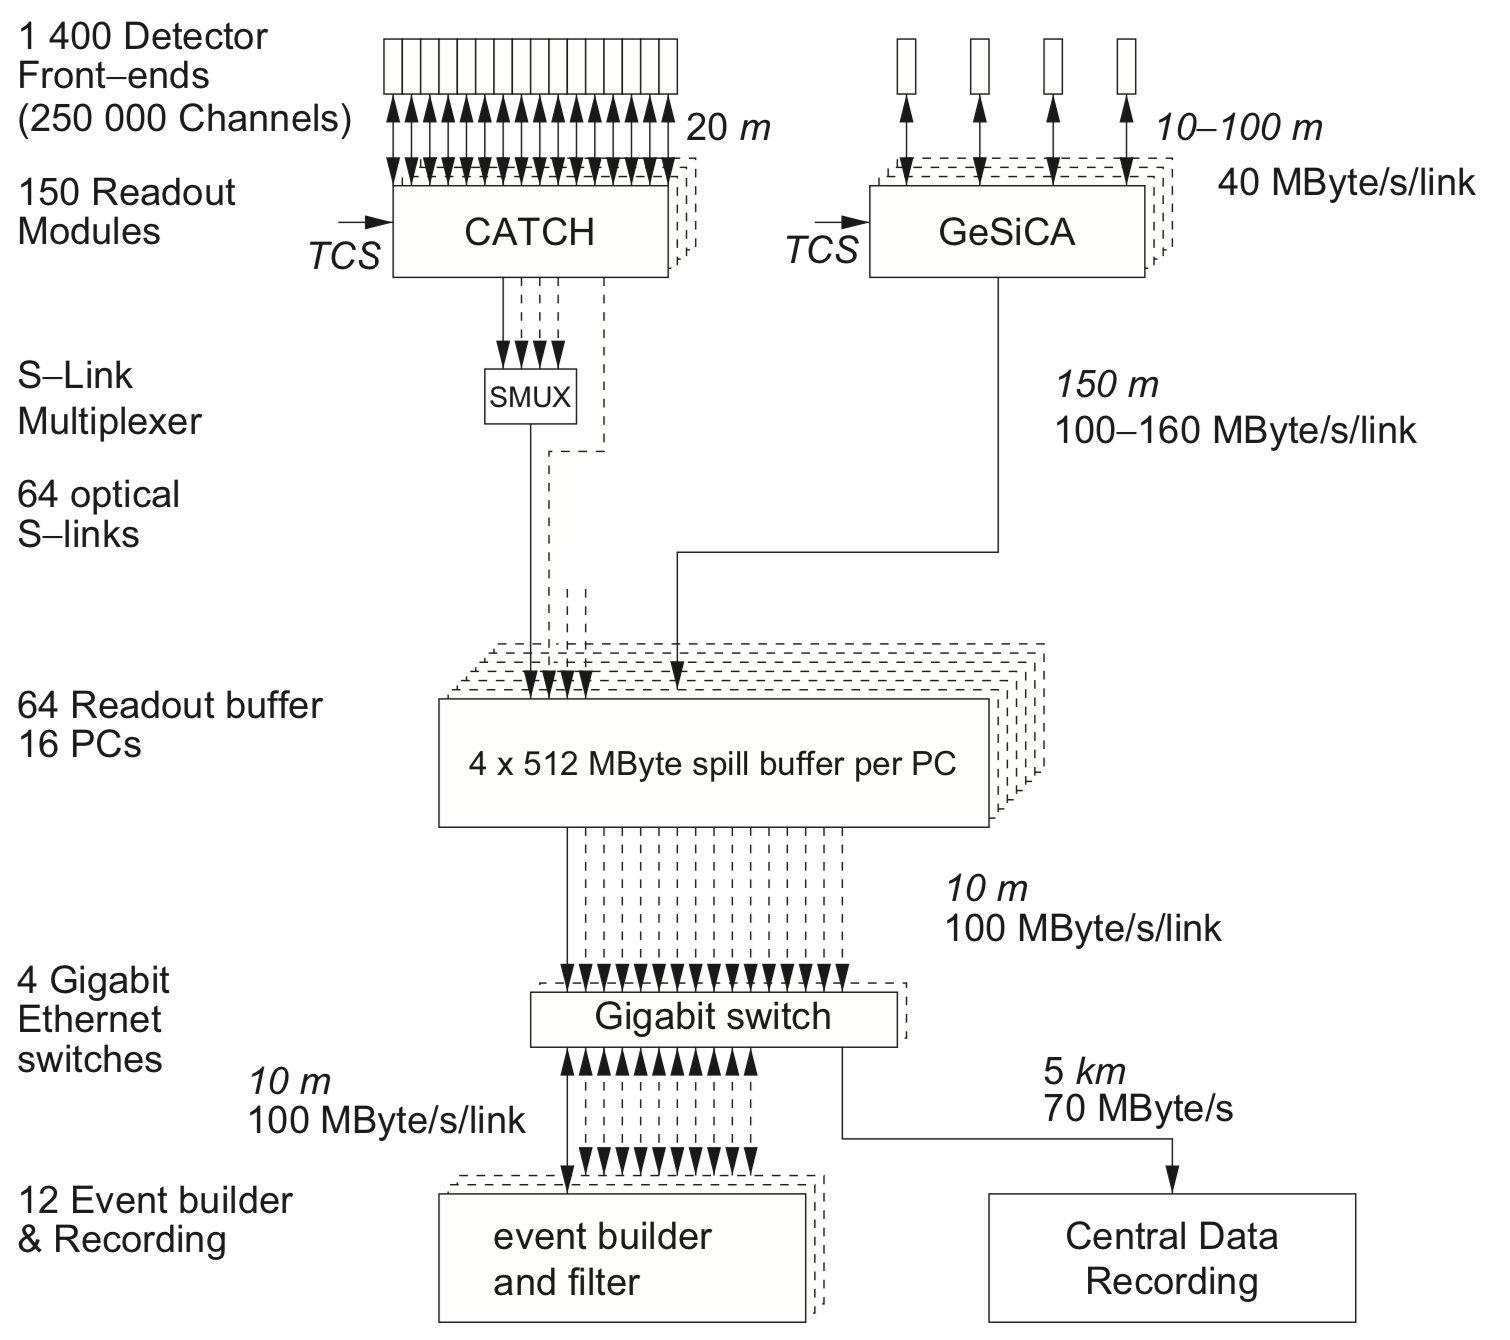 1 400 Detector
Front–ends
(250 000 Channels)
20 m
10–100 m
40 MByte/s/link
150 Readout
Modules
TCS
CATCH
TCS
GeSiCA
S–Link
Multiplexer
SMUX
150 m
100–160 MByte/s/link
64 optical
S–links
64 Readout buffer
16 PCs
4 x 512 MByte spill buffer per PC
10 m
100 MByte/s/link
4 Gigabit
Ethernet
switches
Gigabit switch
10 m
100 MByte/s/link
5 km
70 MByte/s
12 Event builder
& Recording
event builder
and filter
Central Data
Recording